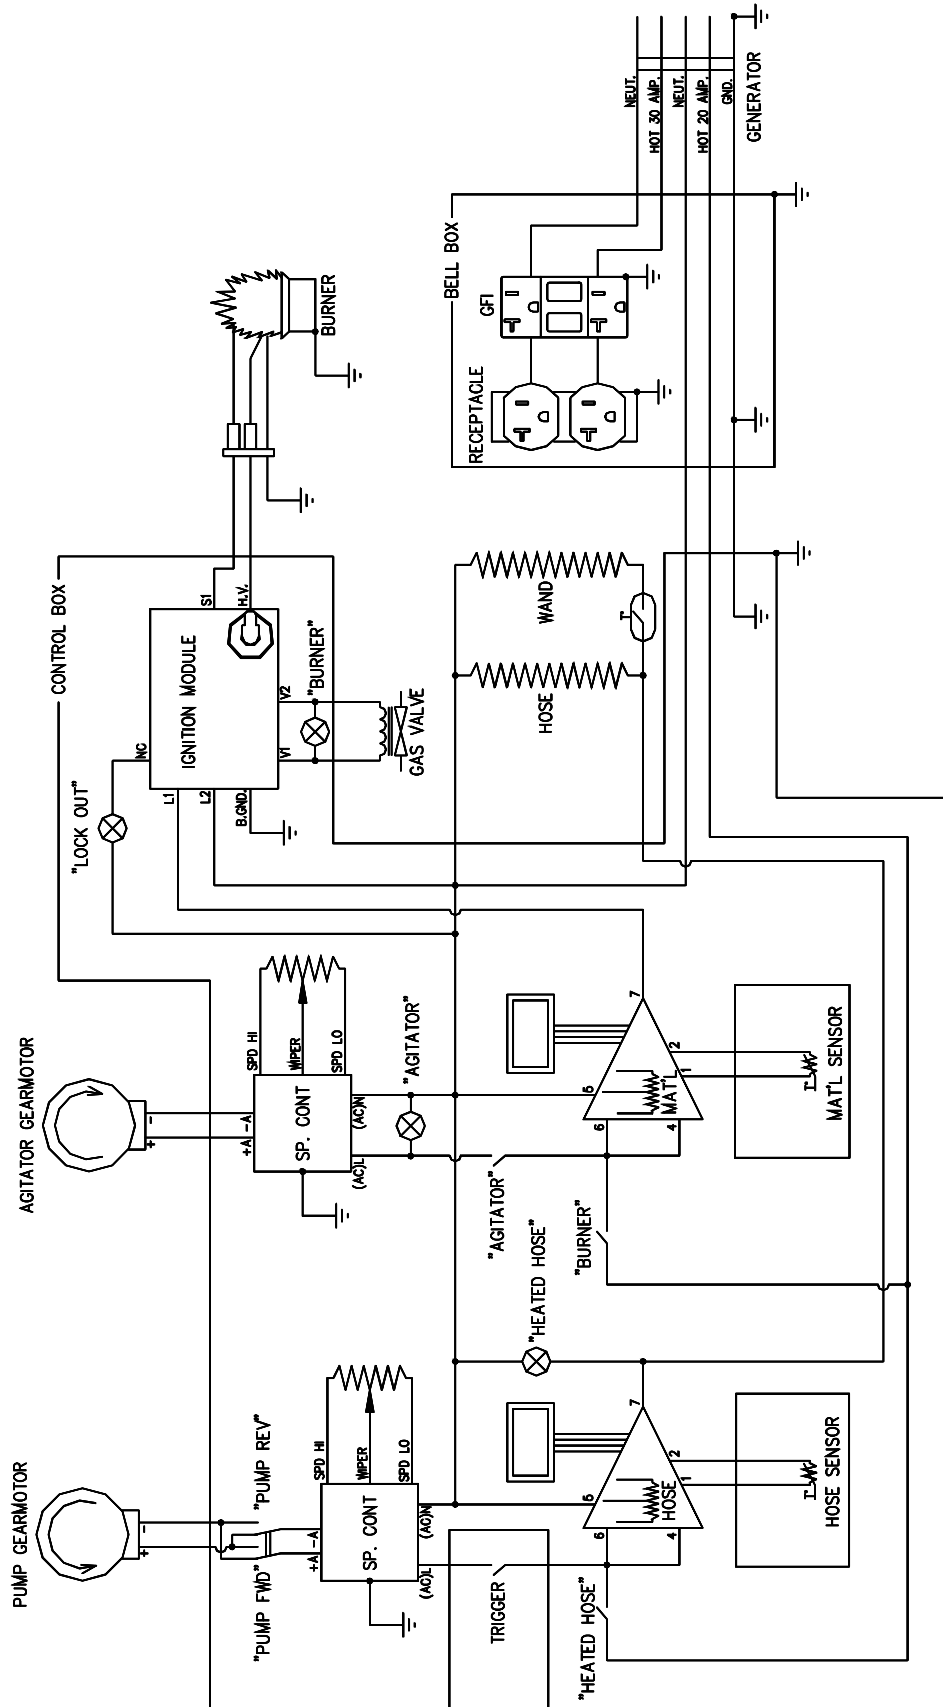 PUMP GEARMOTOR
+
-
"PUMP FWD"
"PUMP REV"
+A
-A
SP. CONT
SPD HI
WIPER
SPD LO
(AC)L
(AC)N
TRIGGER
"HEATED HOSE"
6
4
5
7
HOSE
1
2
T°
HOSE SENSOR
"HEATED HOSE"
AGITATOR GEARMOTOR
+
-
+A
-A
SP. CONT
SPD HI
WIPER
SPD LO
(AC)L
(AC)N
"AGITATOR"
"AGITATOR"
"BURNER"
6
4
5
7
MAT'L
1
2
T°
MAT'L SENSOR
CONTROL BOX
"LOCK OUT"
NC
L1
L2
B.GND.
IGNITION MODULE
S1
H.V.
V1
V2
"BURNER"
GAS VALVE
BURNER
HOSE
WAND
T°
BELL BOX
RECEPTACLE
GFI
NEUT.
HOT 30 AMP.
NEUT.
HOT 20 AMP.
GND.
GENERATOR